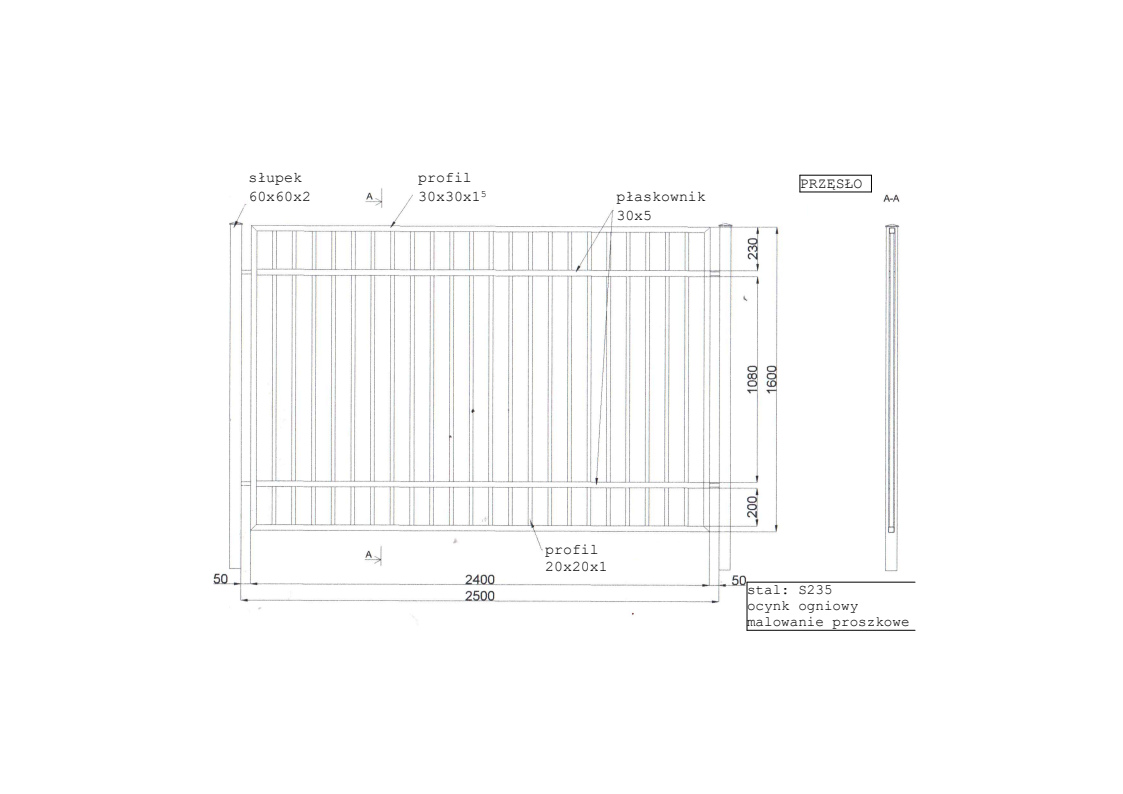 słupek
60x60x2
A
profil
30x30x1⁵
płaskownik
30x5
PRZĘSŁO
A-A
230
1080
1600
200
A
profil
20x20x1
50
2400
50
2500
stal: S235
ocynk ogniowy
malowanie proszkowe